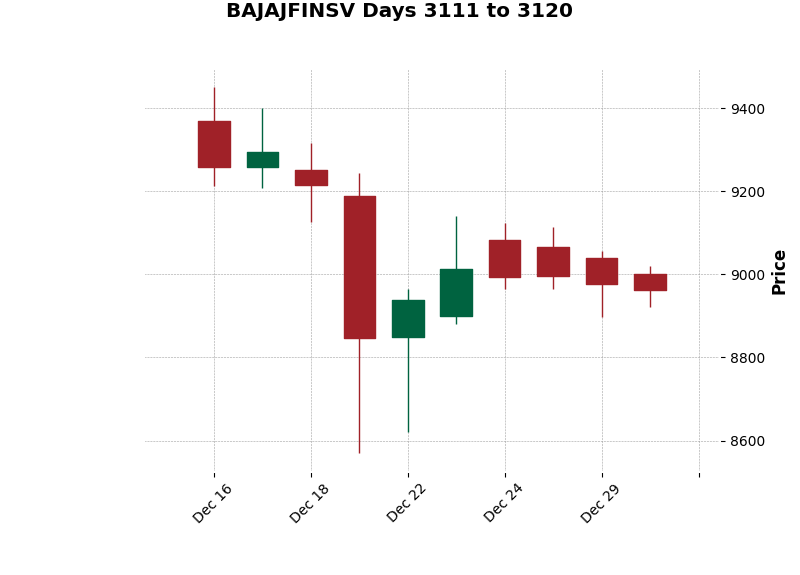 BAJAJFINSV Days 3111 to 3120
9400
9200
9000
8800
8600
Price
Dec 16
Dec 18
Dec 22
Dec 24
Dec 29